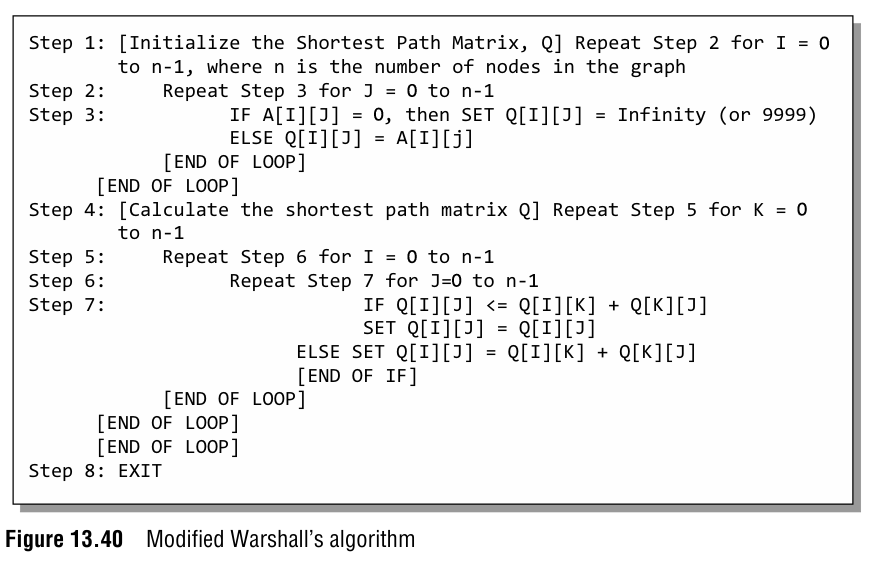 Step 1: [Initialize the Shortest Path Matrix, Q] Repeat Step 2 for I = 0
to n-1, where n is the number of nodes in the graph
Step 2: Repeat Step 3 for J = 0 to n-1
Step 3: IF A[I][J] = 0, then SET Q[I][J] = Infinity (or 9999)
ELSE Q[I][J] = A[I][j]
[END OF LOOP]
[END OF LOOP]
Step 4: [Calculate the shortest path matrix Q] Repeat Step 5 for K = 0
to n-1
Step 5: Repeat Step 6 for I = 0 to n-1
Step 6: Repeat Step 7 for J=0 to n-1
Step 7: IF Q[I][J] <= Q[I][K] + Q[K][J]
SET Q[I][J] = Q[I][J]
ELSE SET Q[I][J] = Q[I][K] + Q[K][J]
[END OF IF]
[END OF LOOP]
[END OF LOOP]
[END OF LOOP]
Step 8: EXIT
Figure 13.40 Modified Warshall's algorithm